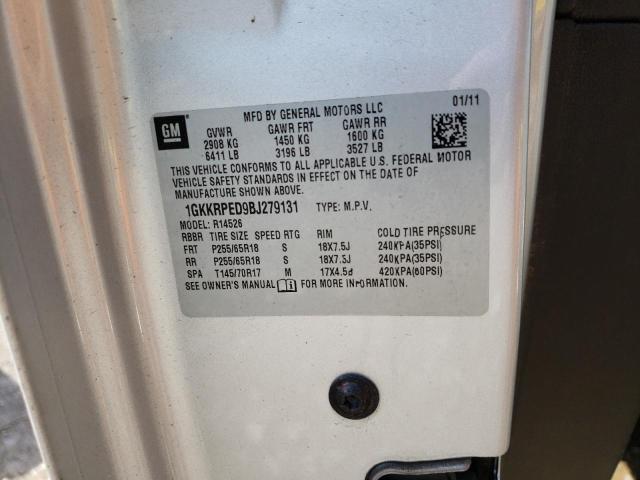 MFD BY GENERAL MOTORS LLC 01/11
GM
GVWR GAWR FRT GAWR RR
2908 KG 1450 KG 1600 KG
6411 LB 3196 LB 3527 LB
THIS VEHICLE CONFORMS TO ALL APPLICABLE U.S. FEDERAL MOTOR
VEHICLE SAFETY STANDARDS IN EFFECT ON THE DATE OF
MANUFACTURE SHOWN ABOVE.
1GKKRPED9BJ279131 TYPE: M.P.V.
MODEL: R14526
RBBR TIRE SIZE SPEED RTG RIM COLD TIRE PRESSURE
FRT P255/65R18 S 18X7.5J 240KPA(35PSI)
RR P255/65R18 S 18X7.5J 240KPA(35PSI)
SPA T145/70R17 M 17X4.5J 420KPA(60PSI)
SEE OWNER'S MANUAL FOR MORE INFORMATION.